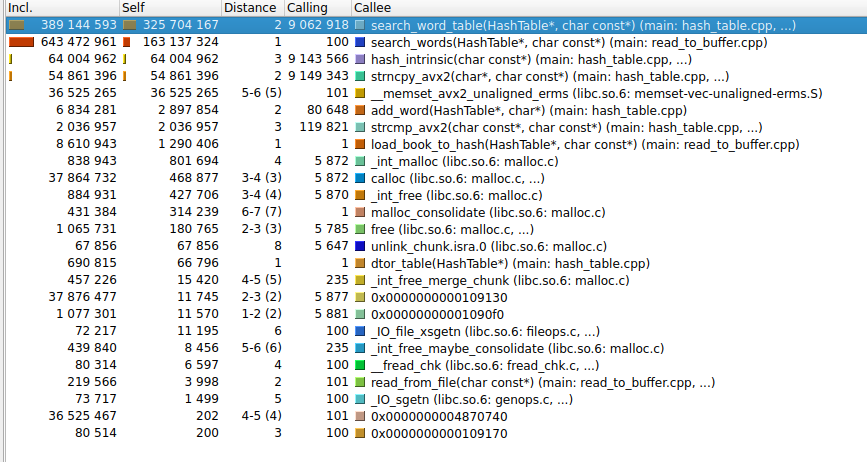 Incl. Self Distance Calling Callee
389 144 593 325 704 167 2 9 062 918 search_word_table(HashTable*, char const*) (main: hash_table.cpp, ...)
643 472 961 163 137 324 1 100 search_words(HashTable*, char const*) (main: read_to_buffer.cpp)
64 004 962 64 004 962 3 9 143 566 hash_intrinsic(char const*) (main: hash_table.cpp, ...)
54 861 396 54 861 396 2 9 149 343 strncpy_avx2(char*, char const*) (main: hash_table.cpp, ...)
36 525 265 36 525 265 5-6 (5) 101 __memset_avx2_unaligned_erms (libc.so.6: memset-vec-unaligned-erms.S)
6 834 281 2 897 854 2 80 648 add_word(HashTable*, char*) (main: hash_table.cpp)
2 036 957 2 036 957 3 119 821 strcmp_avx2(char const*, char const*) (main: hash_table.cpp, ...)
8 610 943 1 290 406 1 1 load_book_to_hash(HashTable*, char const*) (main: read_to_buffer.cpp)
838 943 801 694 4 5 872 _int_malloc (libc.so.6: malloc.c)
37 864 732 468 877 3-4 (3) 5 872 calloc (libc.so.6: malloc.c, ...)
884 931 427 706 3-4 (4) 5 870 _int_free (libc.so.6: malloc.c)
431 384 314 239 6-7 (7) 1 malloc_consolidate (libc.so.6: malloc.c)
1 065 731 180 765 2-3 (3) 5 785 free (libc.so.6: malloc.c, ...)
67 856 67 856 8 5 647 unlink_chunk.isra.0 (libc.so.6: malloc.c)
690 815 66 796 1 1 dtor_table(HashTable*) (main: hash_table.cpp)
457 226 15 420 4-5 (5) 235 _int_free_merge_chunk (libc.so.6: malloc.c)
37 876 477 11 745 2-3 (2) 5 877 0x0000000000109130
1 077 301 11 570 1-2 (2) 5 881 0x00000000001090f0
72 217 11 195 6 100 _IO_file_xsgetn (libc.so.6: fileops.c, ...)
439 840 8 456 5-6 (6) 235 _int_free_maybe_consolidate (libc.so.6: malloc.c)
80 314 6 597 4 100 __fread_chk (libc.so.6: fread_chk.c, ...)
219 566 3 998 2 101 read_from_file(char const*) (main: read_to_buffer.cpp, ...)
73 717 1 499 5 100 _IO_sgetn (libc.so.6: genops.c, ...)
36 525 467 202 4-5 (4) 101 0x0000000004870740
80 514 200 3 100 0x0000000000109170